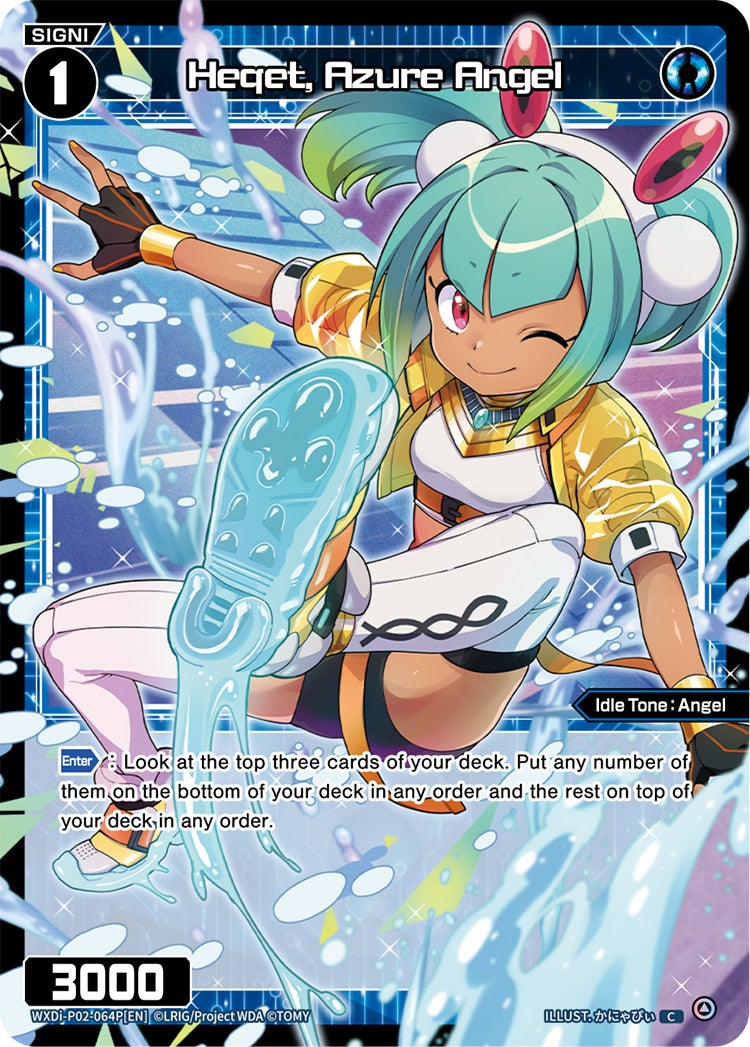 SIGNI
1
Heqet, Azure Angel
Idle Tone：Angel
Enter : Look at the top three cards of your deck. Put any number of
them on the bottom of your deck in any order and the rest on top of
your deck in any order.
3000
WXDi-P02-064P[EN] ©LRIG/Project WDA ©TOMY
ILLUST. かにゃぴぃ C